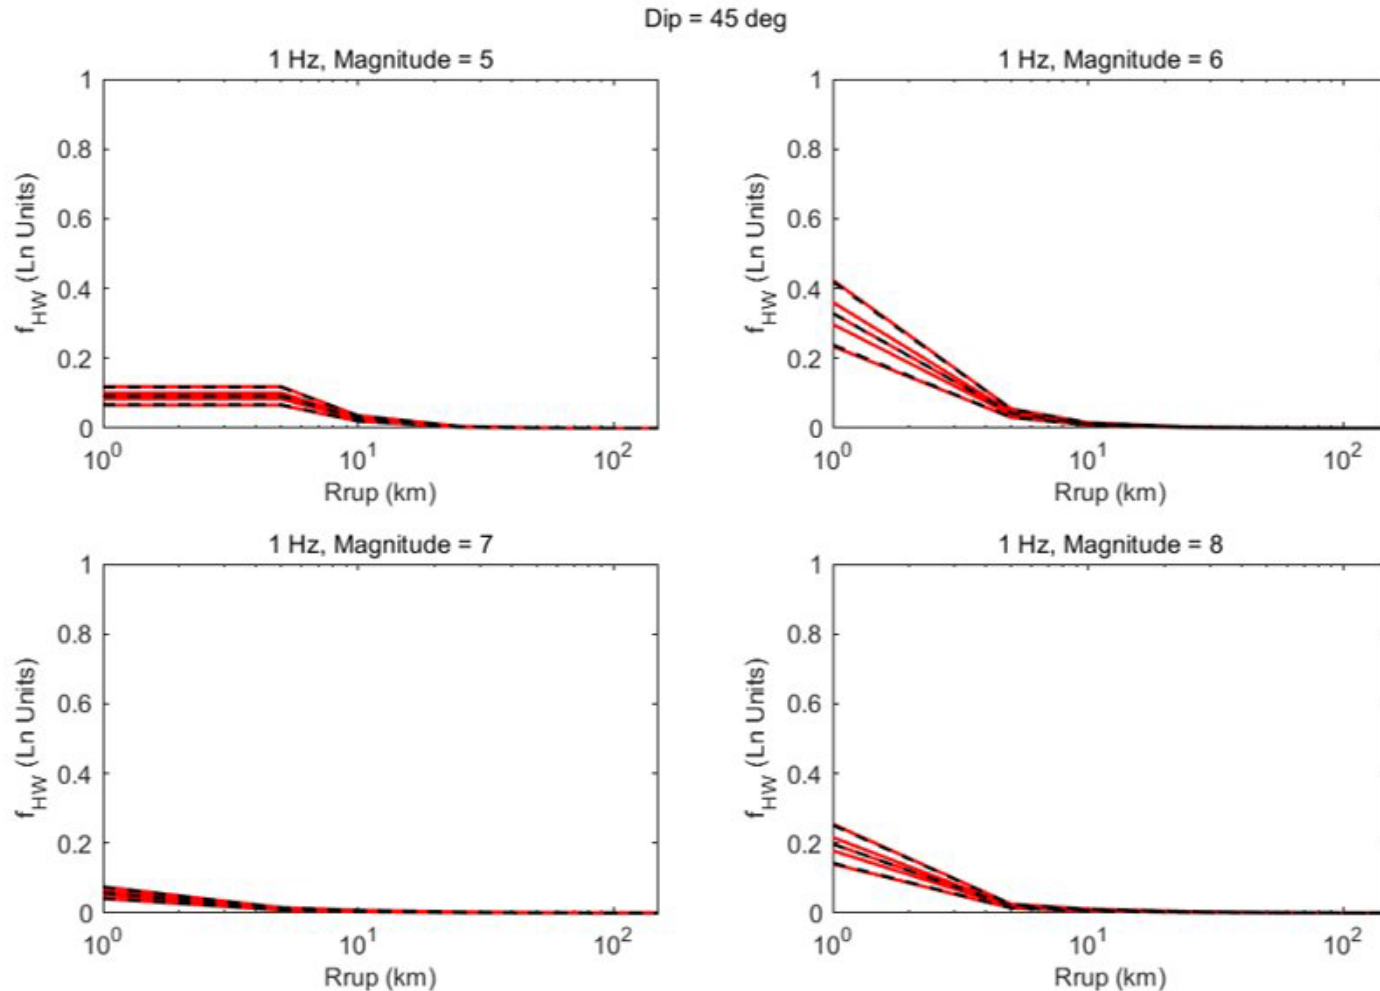 Dip = 45 deg
1 Hz, Magnitude = 5
1
0.8
0.6
0.4
0.2
0
f_HW (Ln Units)
10^0
10^1
10^2
Rrup (km)
1 Hz, Magnitude = 6
1
0.8
0.6
0.4
0.2
0
f_HW (Ln Units)
10^0
10^1
10^2
Rrup (km)
1 Hz, Magnitude = 7
1
0.8
0.6
0.4
0.2
0
f_HW (Ln Units)
10^0
10^1
10^2
Rrup (km)
1 Hz, Magnitude = 8
1
0.8
0.6
0.4
0.2
0
f_HW (Ln Units)
10^0
10^1
10^2
Rrup (km)